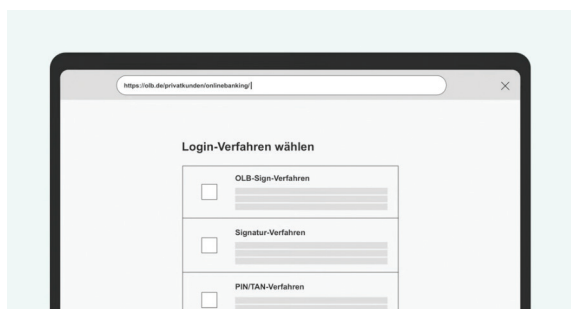 https://olb.de/privatkunden/onlinebanking/
Login-Verfahren wählen
OLB-Sign-Verfahren
Signatur-Verfahren
PIN/TAN-Verfahren